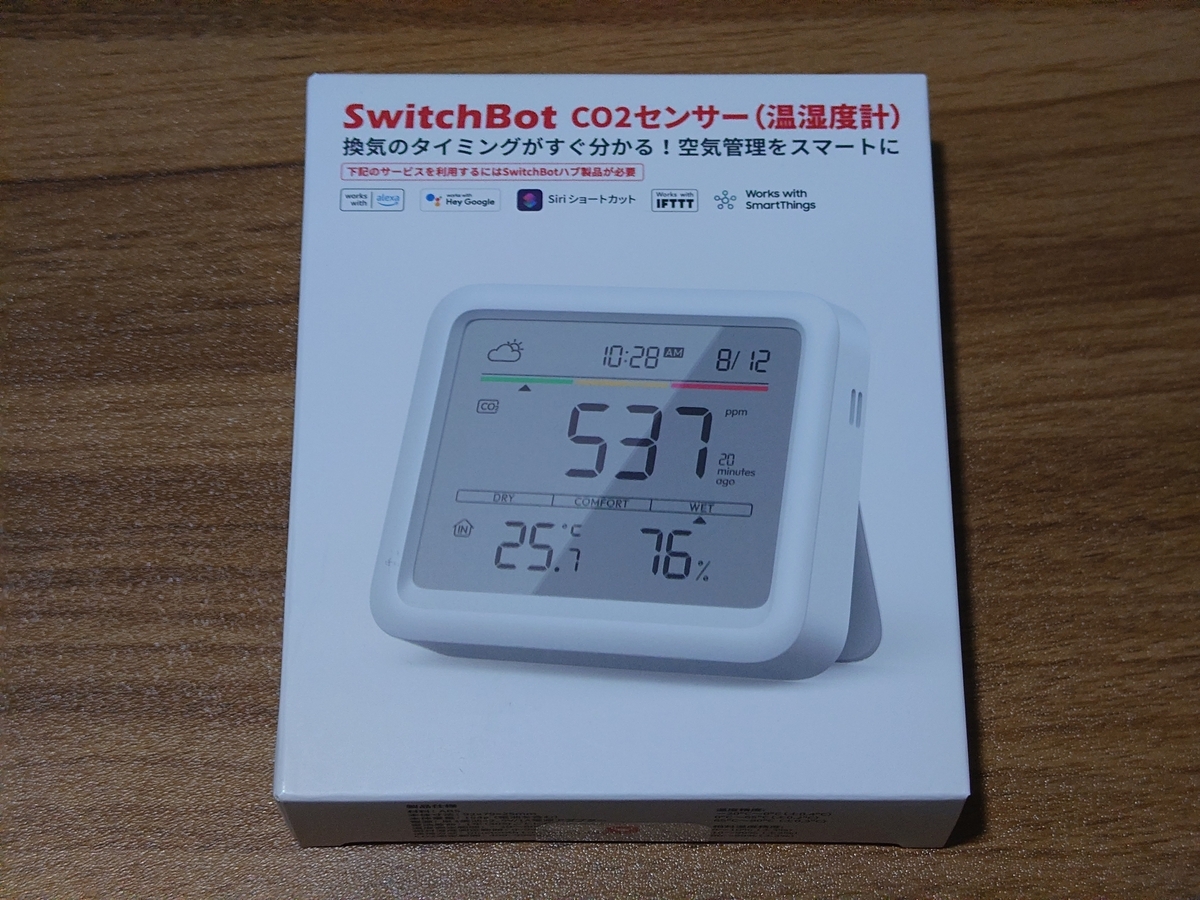 SwitchBot CO2センサー（温湿度計）
換気のタイミングがすぐ分かる！空気管理をスマートに
下記のサービスを利用するにはSwitchBotハブ製品が必要
works with alexa
works with Hey Google
Siri ショートカット
Works with IFTTT
Works with SmartThings
10:28 AM 8/12
CO2
537 ppm
20 minutes ago
DRY COMFORT WET
IN 25.7 °C 76%
製品仕様